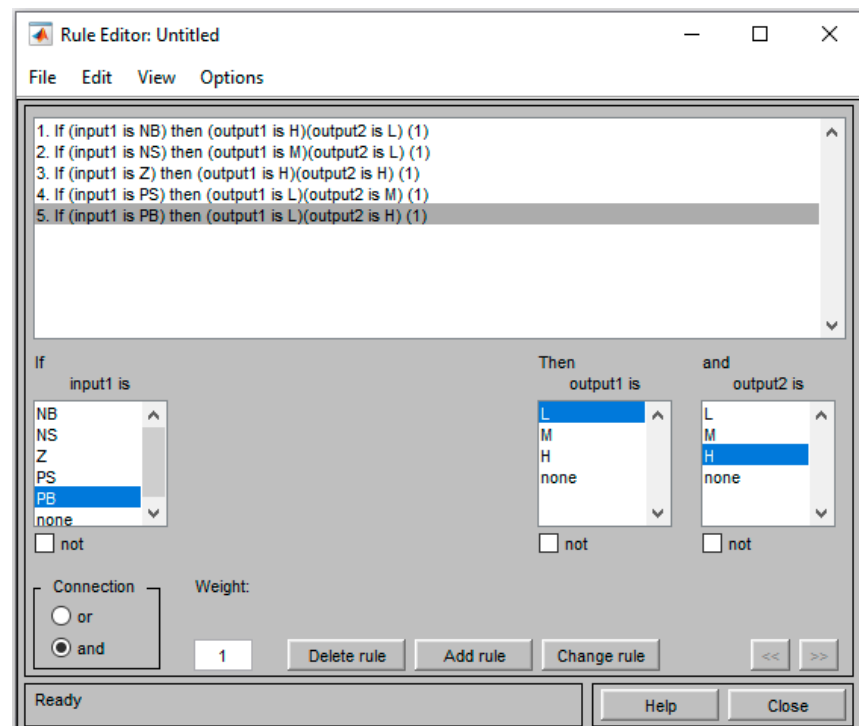 Rule Editor: Untitled
File Edit View Options
1. If (input1 is NB) then (output1 is H)(output2 is L) (1)
2. If (input1 is NS) then (output1 is M)(output2 is L) (1)
3. If (input1 is Z) then (output1 is H)(output2 is H) (1)
4. If (input1 is PS) then (output1 is L)(output2 is M) (1)
5. If (input1 is PB) then (output1 is L)(output2 is H) (1)
If Then and
input1 is output1 is output2 is
NB L L
NS M M
Z H H
PS none none
PB
none
not not not
Connection Weight:
or
and 1 Delete rule Add rule Change rule << >>
Ready Help Close